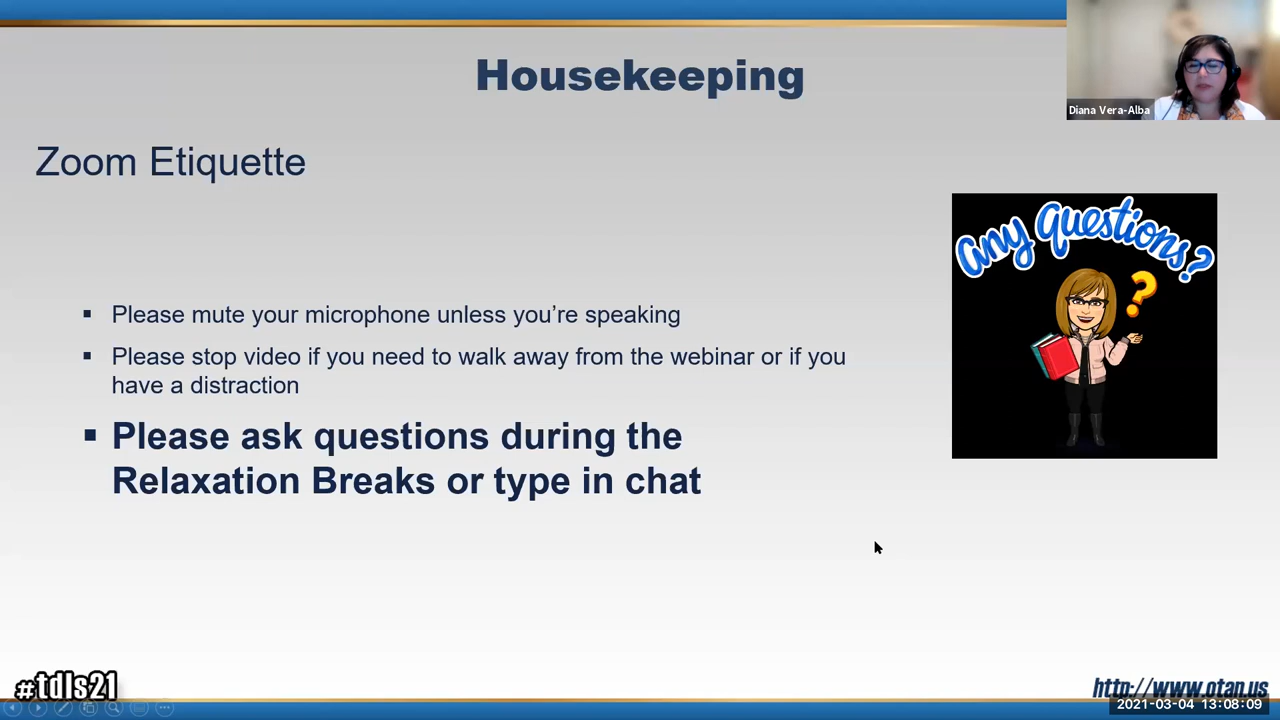 Housekeeping
Diana Vera-Alba
Zoom Etiquette
any questions?
Please mute your microphone unless you’re speaking
Please stop video if you need to walk away from the webinar or if you
have a distraction
Please ask questions during the
Relaxation Breaks or type in chat
#tdls21
http://www.otan.us
2021-03-04 13:08:09